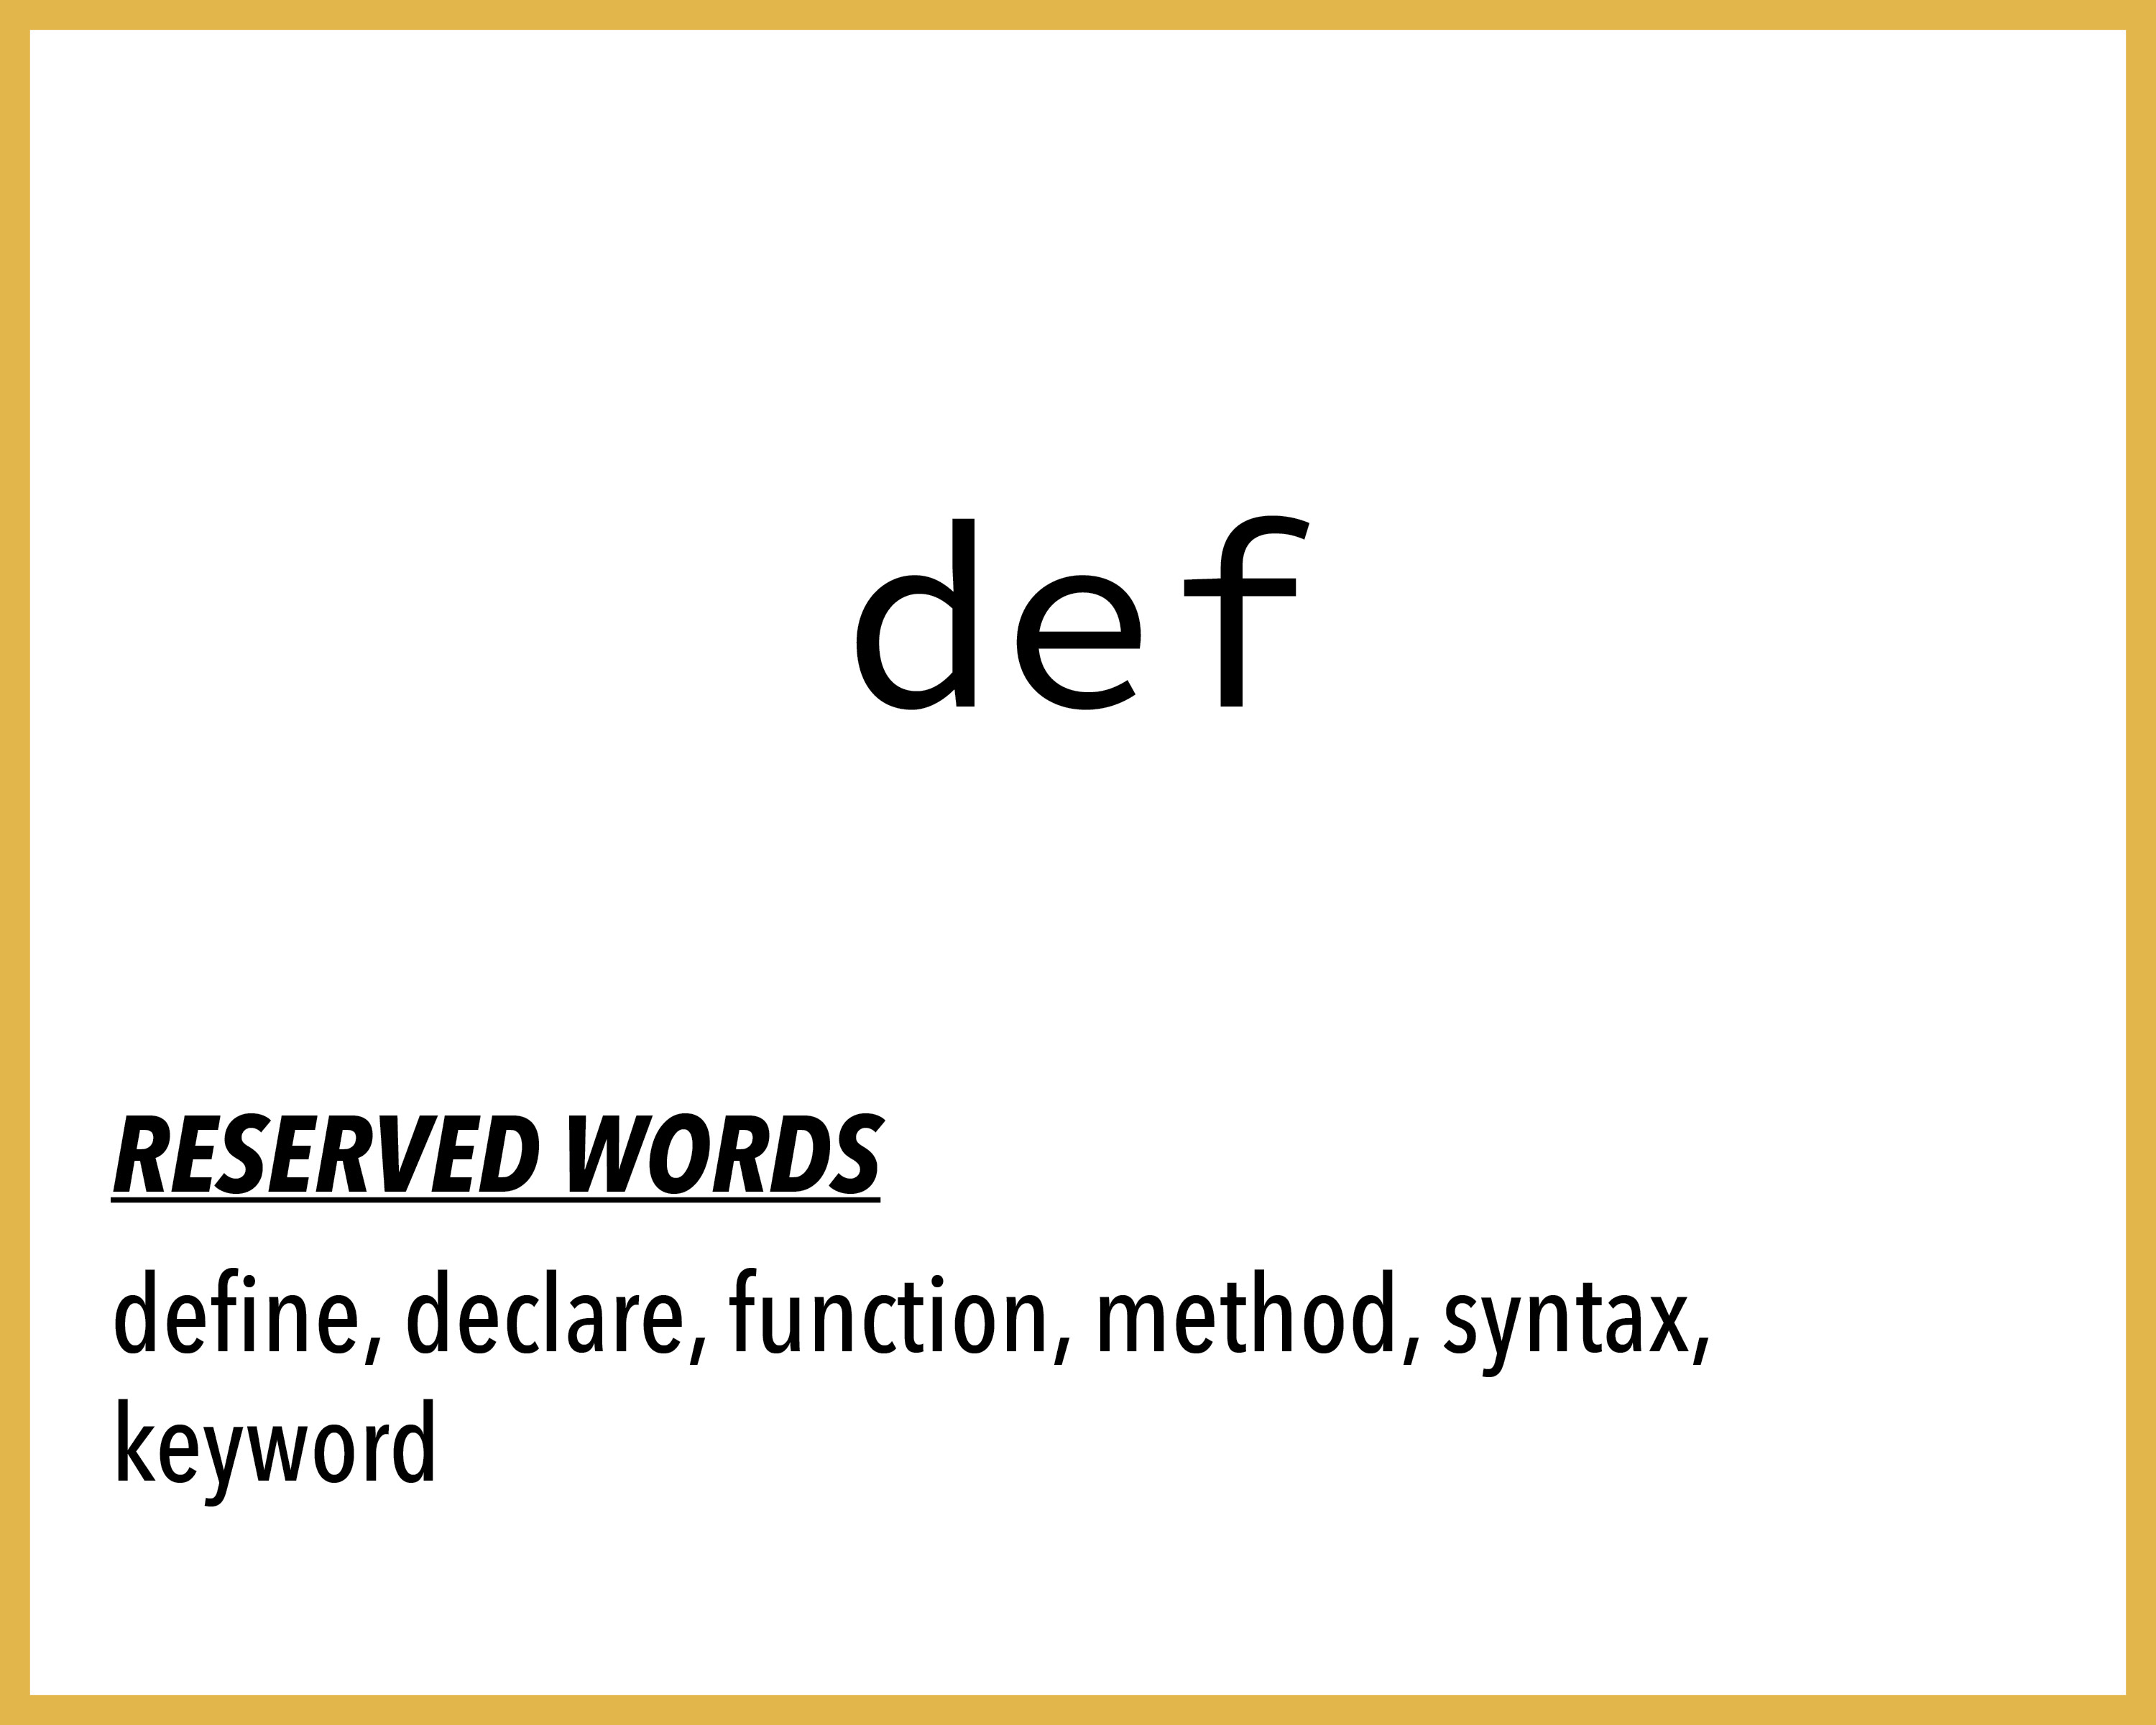 def
RESERVED WORDS
define, declare, function, method, syntax,
keyword